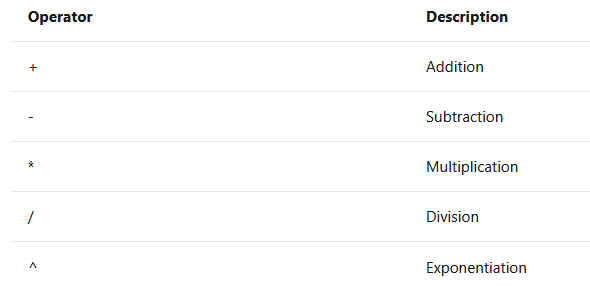 Operator Description
+ Addition
- Subtraction
* Multiplication
/ Division
^ Exponentiation